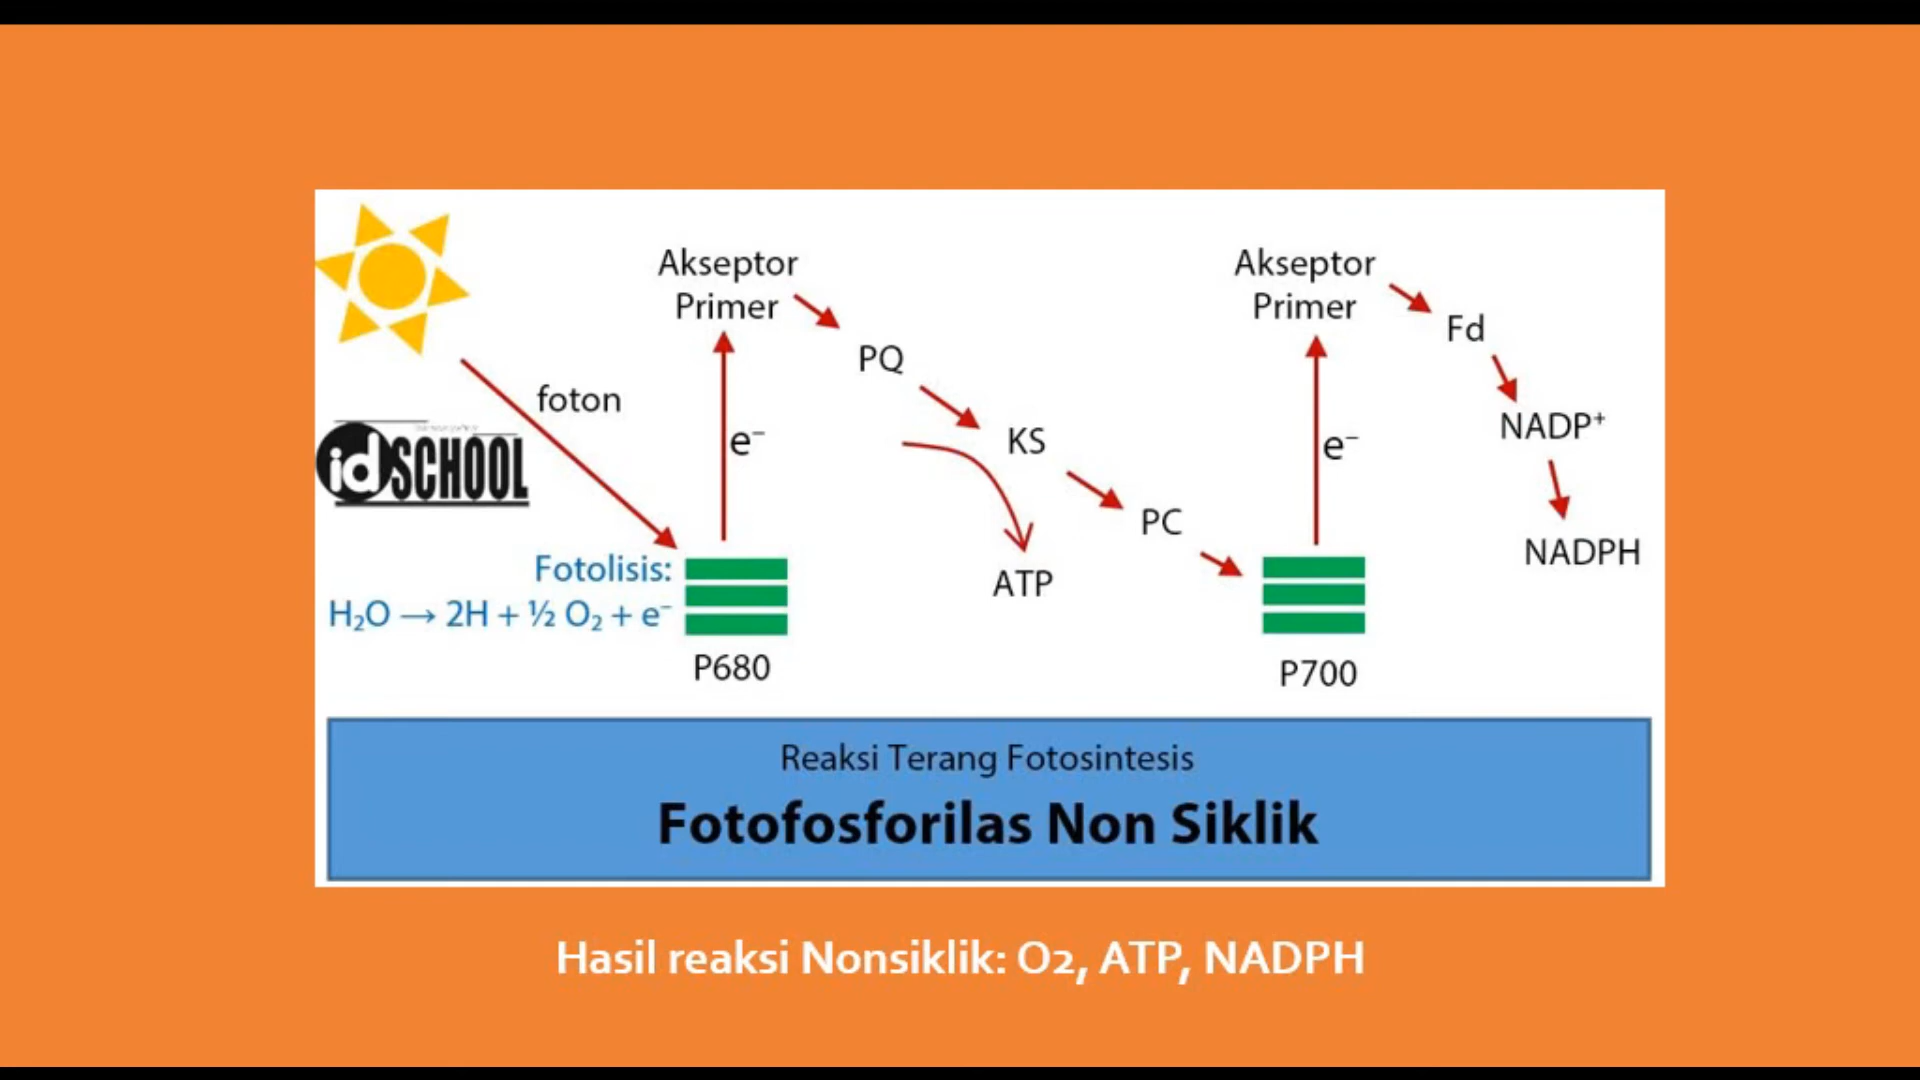 Akseptor
Primer
Akseptor
Primer
Fd
PQ
foton
NADP⁺
e⁻
KS
e⁻
idSCHOOL
PC
NADPH
Fotolisis:
ATP
H₂O → 2H + ½ O₂ + e⁻
P680
P700
Reaksi Terang Fotosintesis
Fotofosforilas Non Siklik
Hasil reaksi Nonsiklik: O2, ATP, NADPH